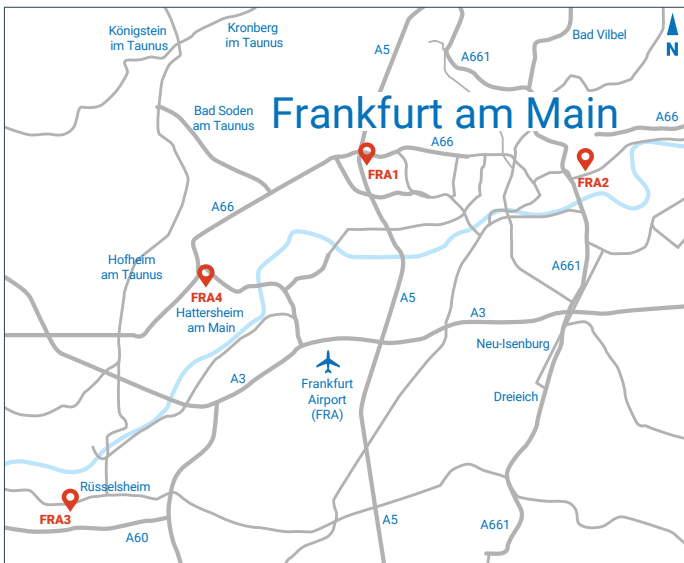 Königstein
im Taunus
Kronberg
im Taunus
A5
A661
Bad Vilbel
N
Bad Soden
am Taunus
Frankfurt am Main
A66
A66
FRA1
FRA2
A66
Hofheim
am Taunus
A661
FRA4
Hattersheim
am Main
A5
A3
Neu-Isenburg
A3
Frankfurt
Airport
(FRA)
Dreieich
Rüsselsheim
FRA3
A60
A5
A661